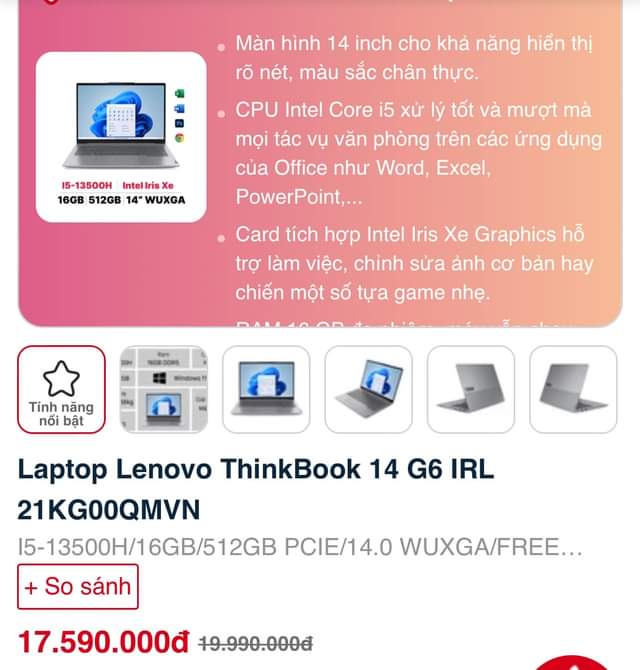 Màn hình 14 inch cho khả năng hiển thị
rõ nét, màu sắc chân thực.
CPU Intel Core i5 xử lý tốt và mượt mà
mọi tác vụ văn phòng trên các ứng dụng
của Office như Word, Excel,
PowerPoint,...
Card tích hợp Intel Iris Xe Graphics hỗ
trợ làm việc, chỉnh sửa ảnh cơ bản hay
chiến một số tựa game nhẹ.
I5-13500H Intel Iris Xe
16GB 512GB 14" WUXGA
Tính năng
nổi bật
Ram
16GB DDR5
Windows 11
Laptop Lenovo ThinkBook 14 G6 IRL
21KG00QMVN
I5-13500H/16GB/512GB PCIE/14.0 WUXGA/FREE...
+ So sánh
17.590.000đ 19.990.000đ